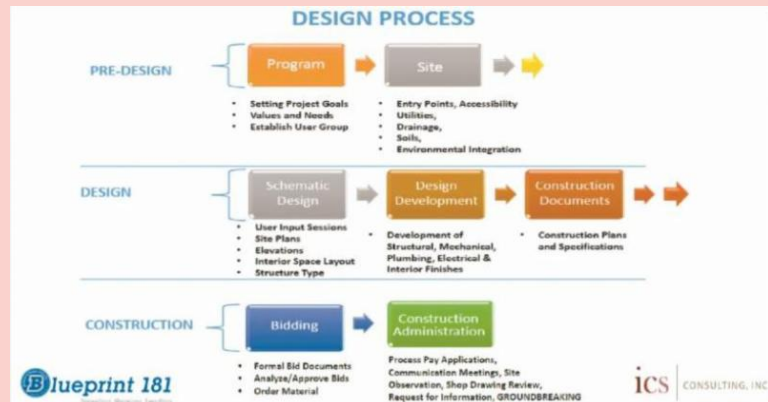 DESIGN PROCESS
PRE-DESIGN
Program
Site
• Setting Project Goals
• Values and Needs
• Establish User Group
• Entry Points, Accessibility
• Utilities,
• Drainage,
• Soils,
• Environmental Integration
DESIGN
Schematic
Design
Design
Development
Construction
Documents
• User Input Sessions
• Site Plans
• Elevations
• Interior Space Layout
• Structure Type
• Development of
Structural, Mechanical,
Plumbing, Electrical &
Interior Finishes
• Construction Plans
and Specifications
CONSTRUCTION
Bidding
Construction
Administration
• Formal Bid Documents
• Analyze/Approve Bids
• Order Material
Process Pay Applications,
Communication Meetings, Site
Observation, Shop Drawing Review,
Request for Information, GROUNDBREAKING
Blueprint 181
ics CONSULTING, INC